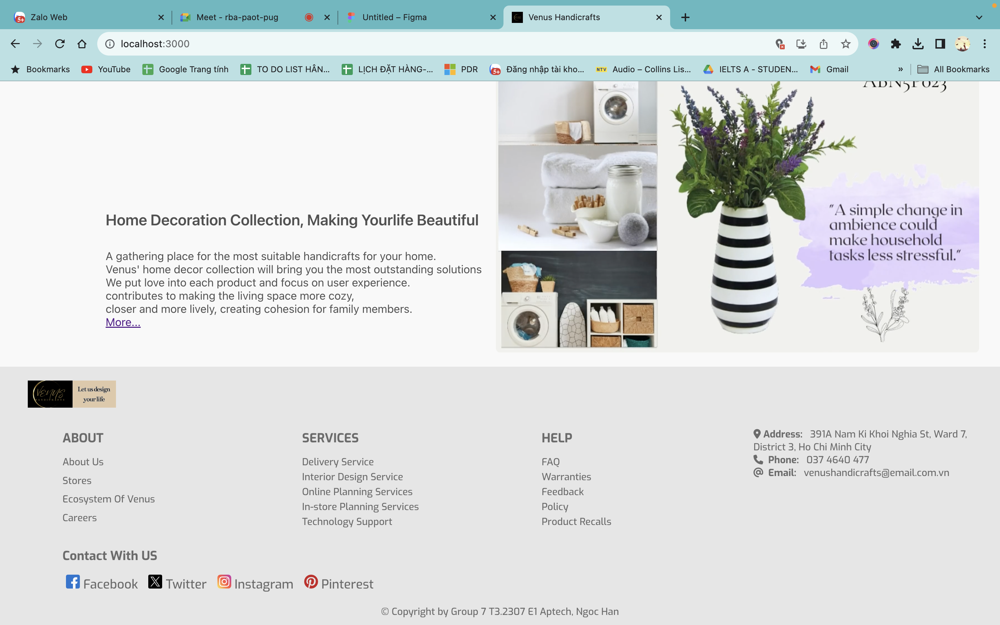 Zalo Web
Meet - rba-paot-pug
Untitled – Figma
Venus Handicrafts
localhost:3000
Bookmarks
YouTube
Google Trang tính
TO DO LIST HÂN...
LỊCH ĐẶT HÀNG-...
PDR
5+
Đăng nhập tài kho...
NTV
Audio – Collins Lis...
IELTS A - STUDEN...
Gmail
»
All Bookmarks
ABN5P623
"A simple change in
ambience could
make household
tasks less stressful."
Home Decoration Collection, Making Yourlife Beautiful
A gathering place for the most suitable handicrafts for your home.
Venus' home decor collection will bring you the most outstanding solutions
We put love into each product and focus on user experience.
contributes to making the living space more cozy,
closer and more lively, creating cohesion for family members.
More...
Venus
HANDICRAFTS
Let us design
your life
ABOUT
About Us
Stores
Ecosystem Of Venus
Careers
SERVICES
Delivery Service
Interior Design Service
Online Planning Services
In-store Planning Services
Technology Support
HELP
FAQ
Warranties
Feedback
Policy
Product Recalls
Address: 391A Nam Ki Khoi Nghia St, Ward 7,
District 3, Ho Chi Minh City
Phone: 037 4640 477
Email: venushandicrafts@email.com.vn
Contact With US
Facebook
Twitter
Instagram
Pinterest
© Copyright by Group 7 T3.2307 E1 Aptech, Ngoc Han